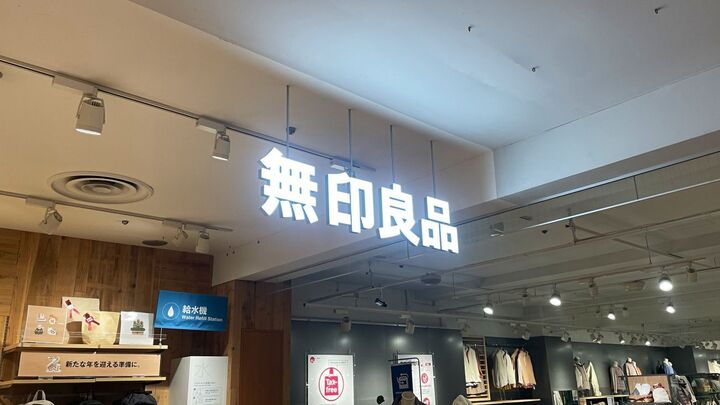 無印良品
給水機
Water Refill Station
新たな年を迎える準備に。
水
Tax-
free